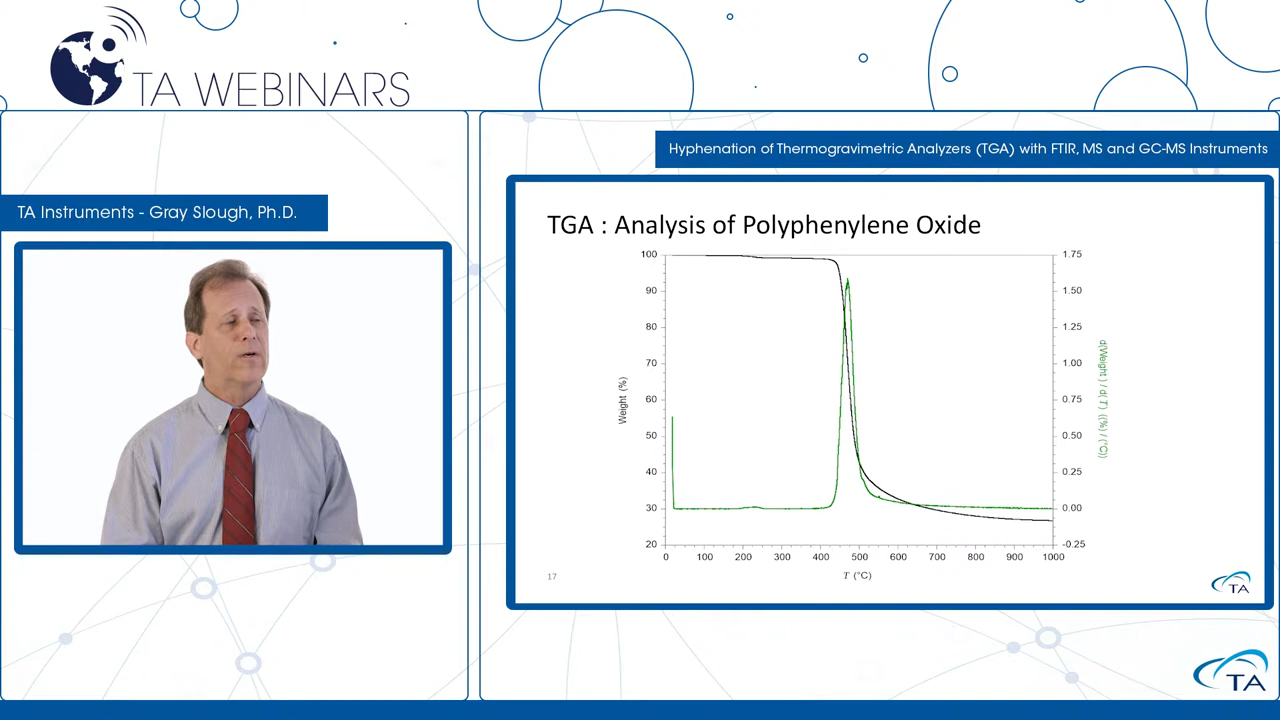 TA WEBINARS
Hyphenation of Thermogravimetric Analyzers (TGA) with FTIR, MS and GC-MS Instruments
TA Instruments - Gray Slough, Ph.D.
TGA : Analysis of Polyphenylene Oxide
100
90
80
70
60
50
40
30
20
Weight (%)
1.75
1.50
1.25
1.00
0.75
0.50
0.25
0.00
-0.25
d(Weight ) / d(T) ((%) / (°C))
0 100 200 300 400 500 600 700 800 900 1000
T (°C)
17
TA
TA